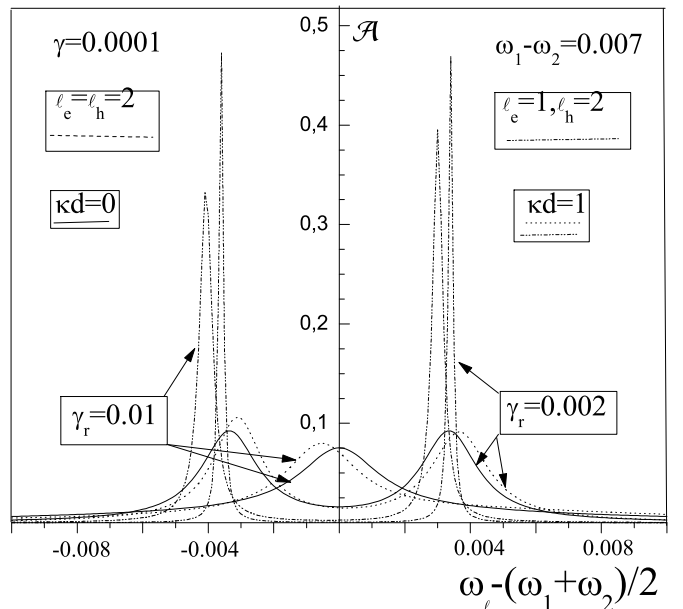 0,5
𝒜
γ=0.0001
ω₁-ω₂=0.007
ℓₑ=ℓₕ=2
ℓₑ=1,ℓₕ=2
0,4
κd=0
κd=1
0,3
0,2
γᵣ=0.01
γᵣ=0.002
0,1
-0.008 -0.004 0.004 0.008
ω_ℓ-(ω₁+ω₂)/2